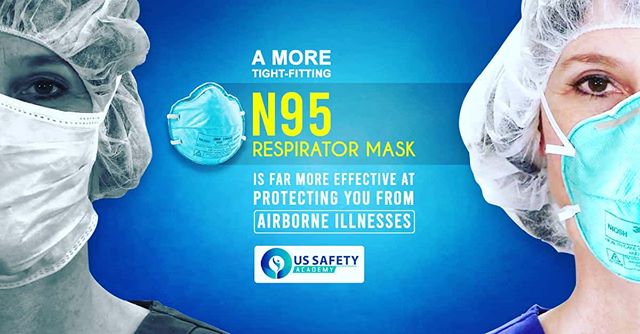 A MORE
TIGHT-FITTING
N95
RESPIRATOR MASK
IS FAR MORE EFFECTIVE AT
PROTECTING YOU FROM
AIRBORNE ILLNESSES
US SAFETY
ACADEMY
NIOSH